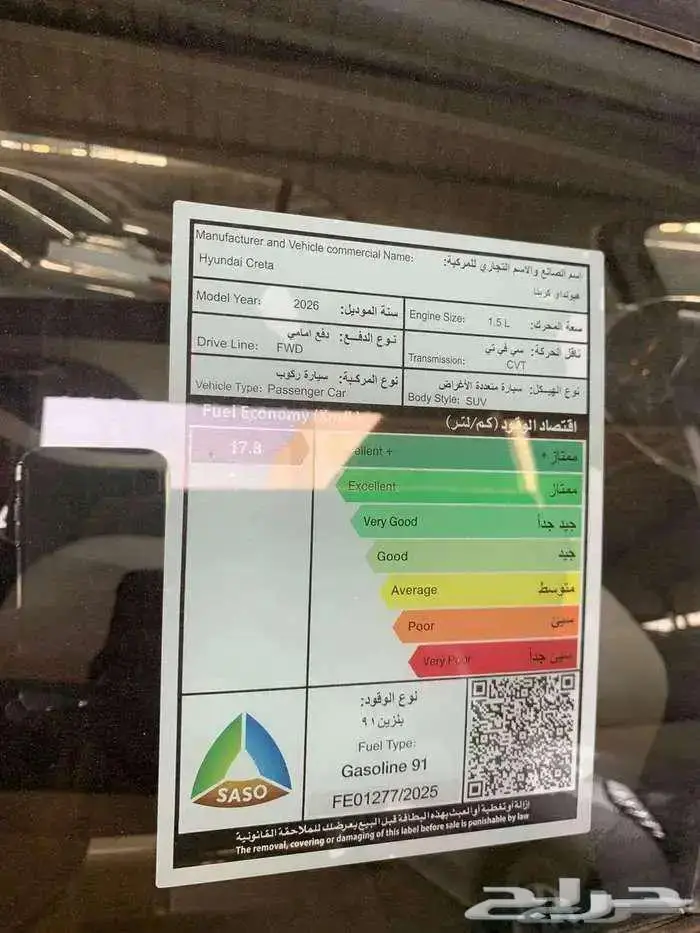 Manufacturer and Vehicle commercial Name: اسم الصانع والاسم التجاري للمركبة:
Hyundai Creta هيونداي كريتا
Model Year: 2026 سنة الموديل:
Engine Size: 1.5 L سعة المحرك:
Drive Line: FWD نوع الدفع: دفع امامي
Transmission: CVT ناقل الحركة: سي في تي
Vehicle Type: Passenger Car نوع المركبة: سيارة ركوب
Body Style: SUV نوع الهيكل: سيارة متعددة الأغراض
Fuel Economy اقتصاد الوقود (كم/لتر)
17.8
ellent + ممتاز +
Excellent ممتاز
Very Good جيد جداً
Good جيد
Average متوسط
Poor سيئ
Very Poor سيئ جداً
نوع الوقود:
بنزين ٩١
Fuel Type:
Gasoline 91
FE01277/2025
SASO
إزالة أو تغطية أو العبث بهذه البطاقة قبل البيع يعرضك للملاحقة القانونية
The removal, covering or damaging of this label before sale is punishable by law
حراج